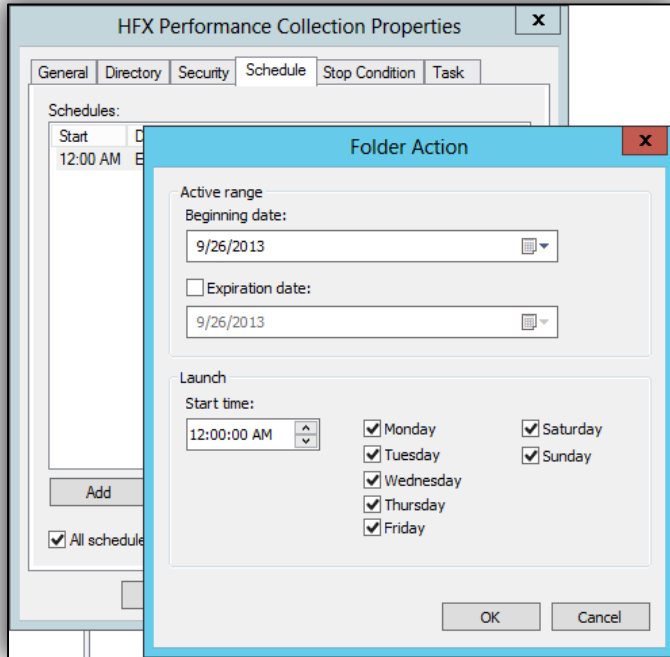 HFX Performance Collection Properties
x
General Directory Security Schedule Stop Condition Task
Schedules:
Start D
12:00 AM E
Add
All schedule
Folder Action
x
Active range
Beginning date:
9/26/2013
Expiration date:
9/26/2013
Launch
Start time:
12:00:00 AM
Monday
Tuesday
Wednesday
Thursday
Friday
Saturday
Sunday
OK Cancel